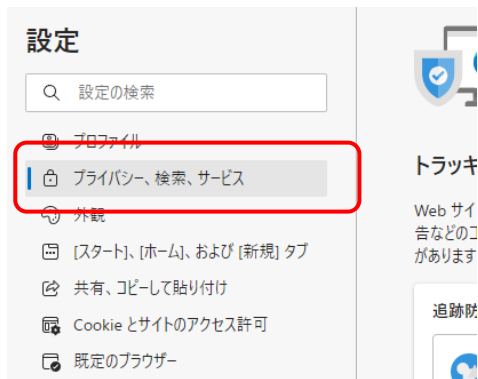 設定
設定の検索
プロファイル
プライバシー、検索、サービス
外観
[スタート]、[ホーム]、および [新規] タブ
共有、コピーして貼り付け
Cookie とサイトのアクセス許可
既定のブラウザー
トラッキ
Web サイ
告などのコ
があります
追跡防